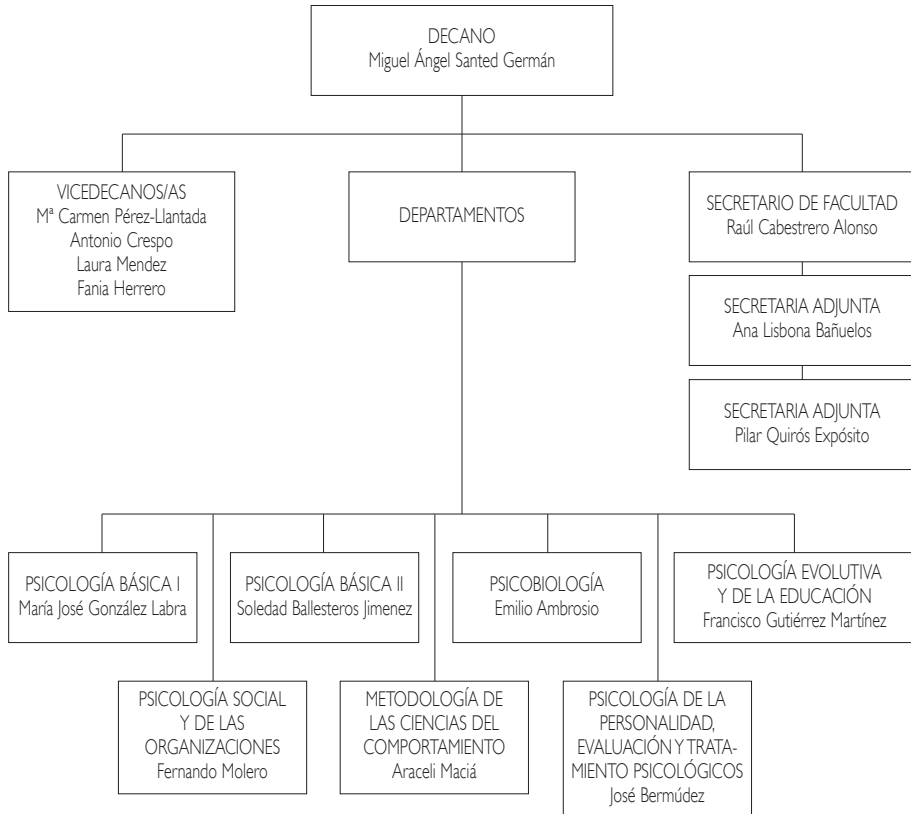 DECANO
Miguel Ángel Santed Germán
VICEDECANOS/AS
Mª Carmen Pérez-Llantada
Antonio Crespo
Laura Mendez
Fania Herrero
DEPARTAMENTOS
SECRETARIO DE FACULTAD
Raúl Cabestrero Alonso
SECRETARIA ADJUNTA
Ana Lisbona Bañuelos
SECRETARIA ADJUNTA
Pilar Quirós Expósito
PSICOLOGÍA BÁSICA I
María José González Labra
PSICOLOGÍA BÁSICA II
Soledad Ballesteros Jimenez
PSICOBIOLOGÍA
Emilio Ambrosio
PSICOLOGÍA EVOLUTIVA
Y DE LA EDUCACIÓN
Francisco Gutiérrez Martínez
PSICOLOGÍA SOCIAL
Y DE LAS
ORGANIZACIONES
Fernando Molero
METODOLOGÍA DE
LAS CIENCIAS DEL
COMPORTAMIENTO
Araceli Maciá
PSICOLOGÍA DE LA
PERSONALIDAD,
EVALUACIÓN Y TRATA-
MIENTO PSICOLÓGICOS
José Bermúdez